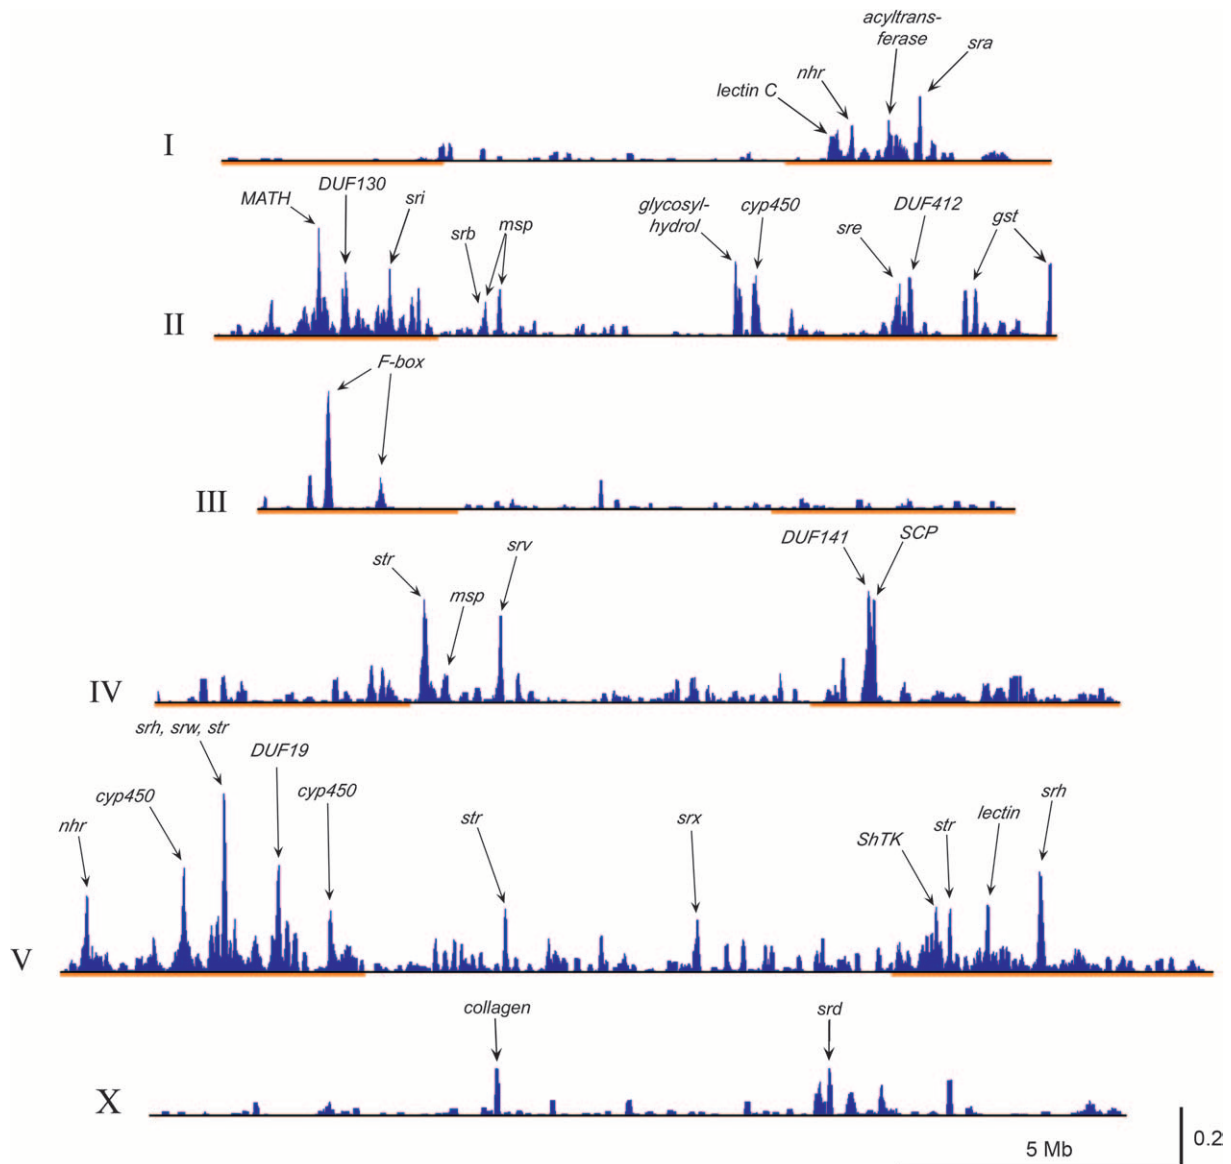 acyltrans-
ferase
sra
nhr
lectin C
I
DUF130
MATH
sri
srb
msp
glycosyl-
hydrol
cyp450
DUF412
sre
gst
II
F-box
III
str
msp
srv
DUF141
SCP
IV
srh, srw, str
DUF19
cyp450
cyp450
nhr
str
srx
ShTK
str
lectin
srh
V
collagen
srd
X
5 Mb